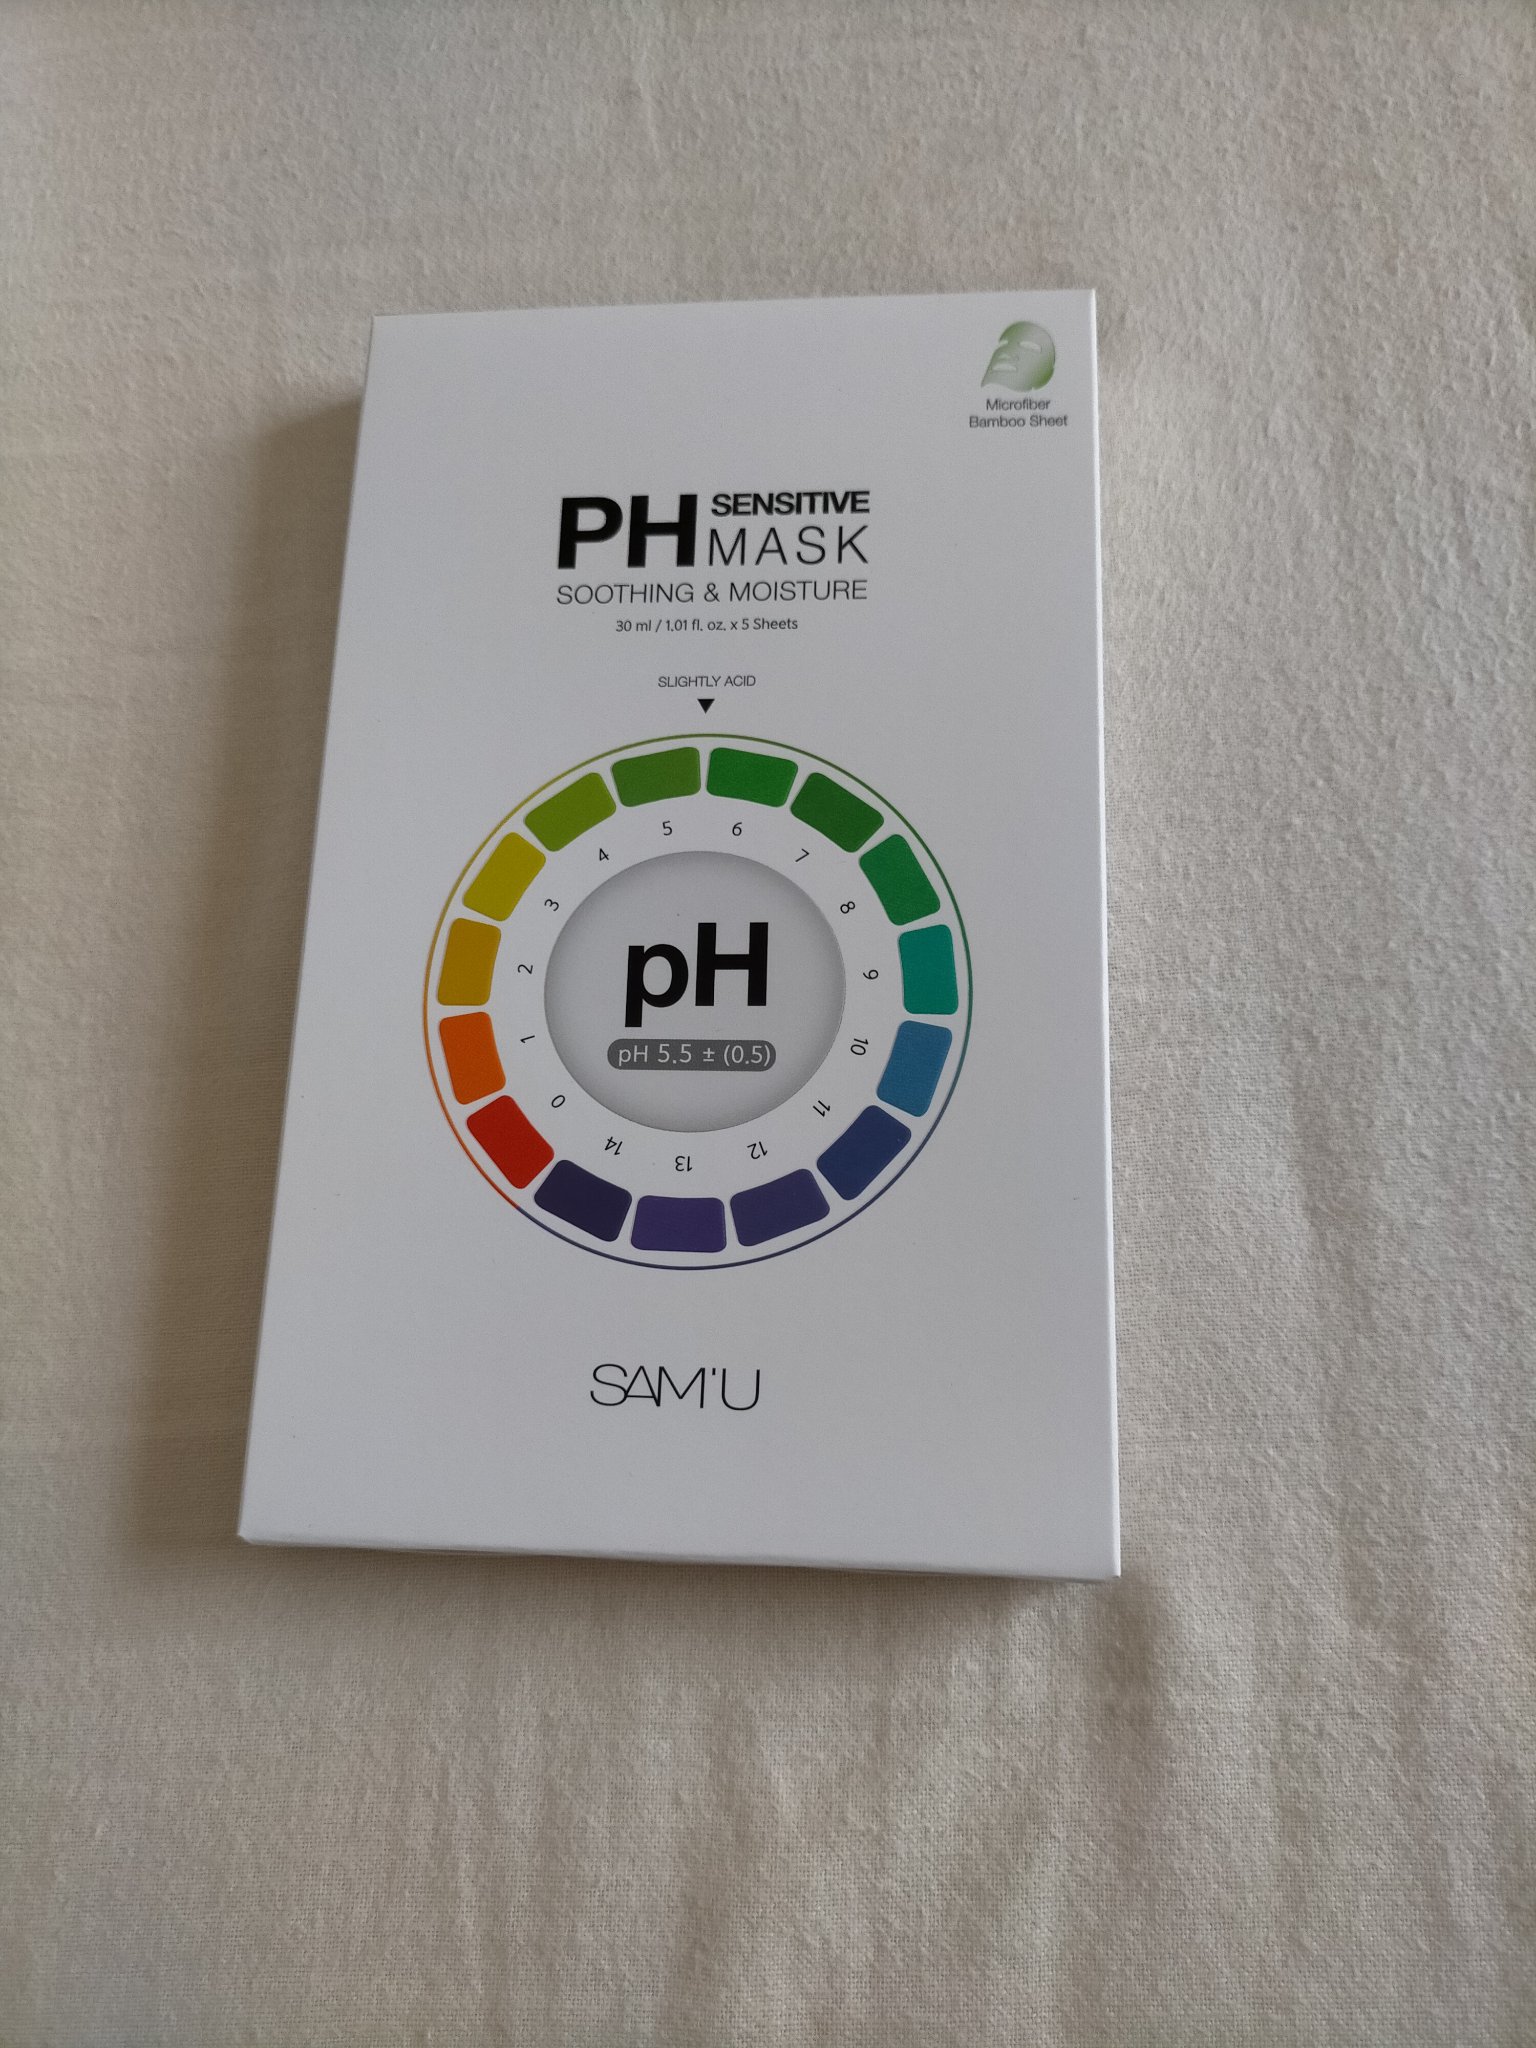 Microfiber
Bamboo Sheet
PH SENSITIVE
MASK
SOOTHING & MOISTURE
30 ml / 1.01 fl. oz. x 5 Sheets
SLIGHTLY ACID
0
1
2
3
4
5
6
7
8
9
10
11
12
13
14
pH
pH 5.5 ± (0.5)
SAM'U